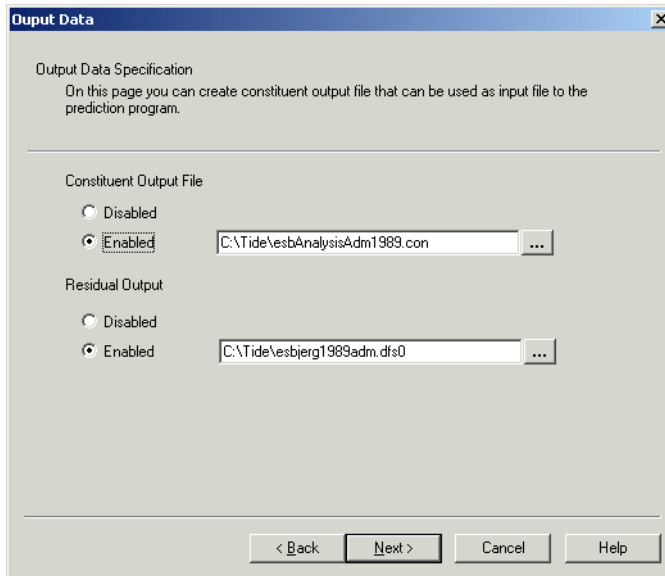 Ouput Data
Output Data Specification
On this page you can create constituent output file that can be used as input file to the
prediction program.
Constituent Output File
Disabled
Enabled
C:\Tide\esbAnalysisAdm1989.con
...
Residual Output
Disabled
Enabled
C:\Tide\esbjerg1989adm.dfs0
...
< Back
Next >
Cancel
Help